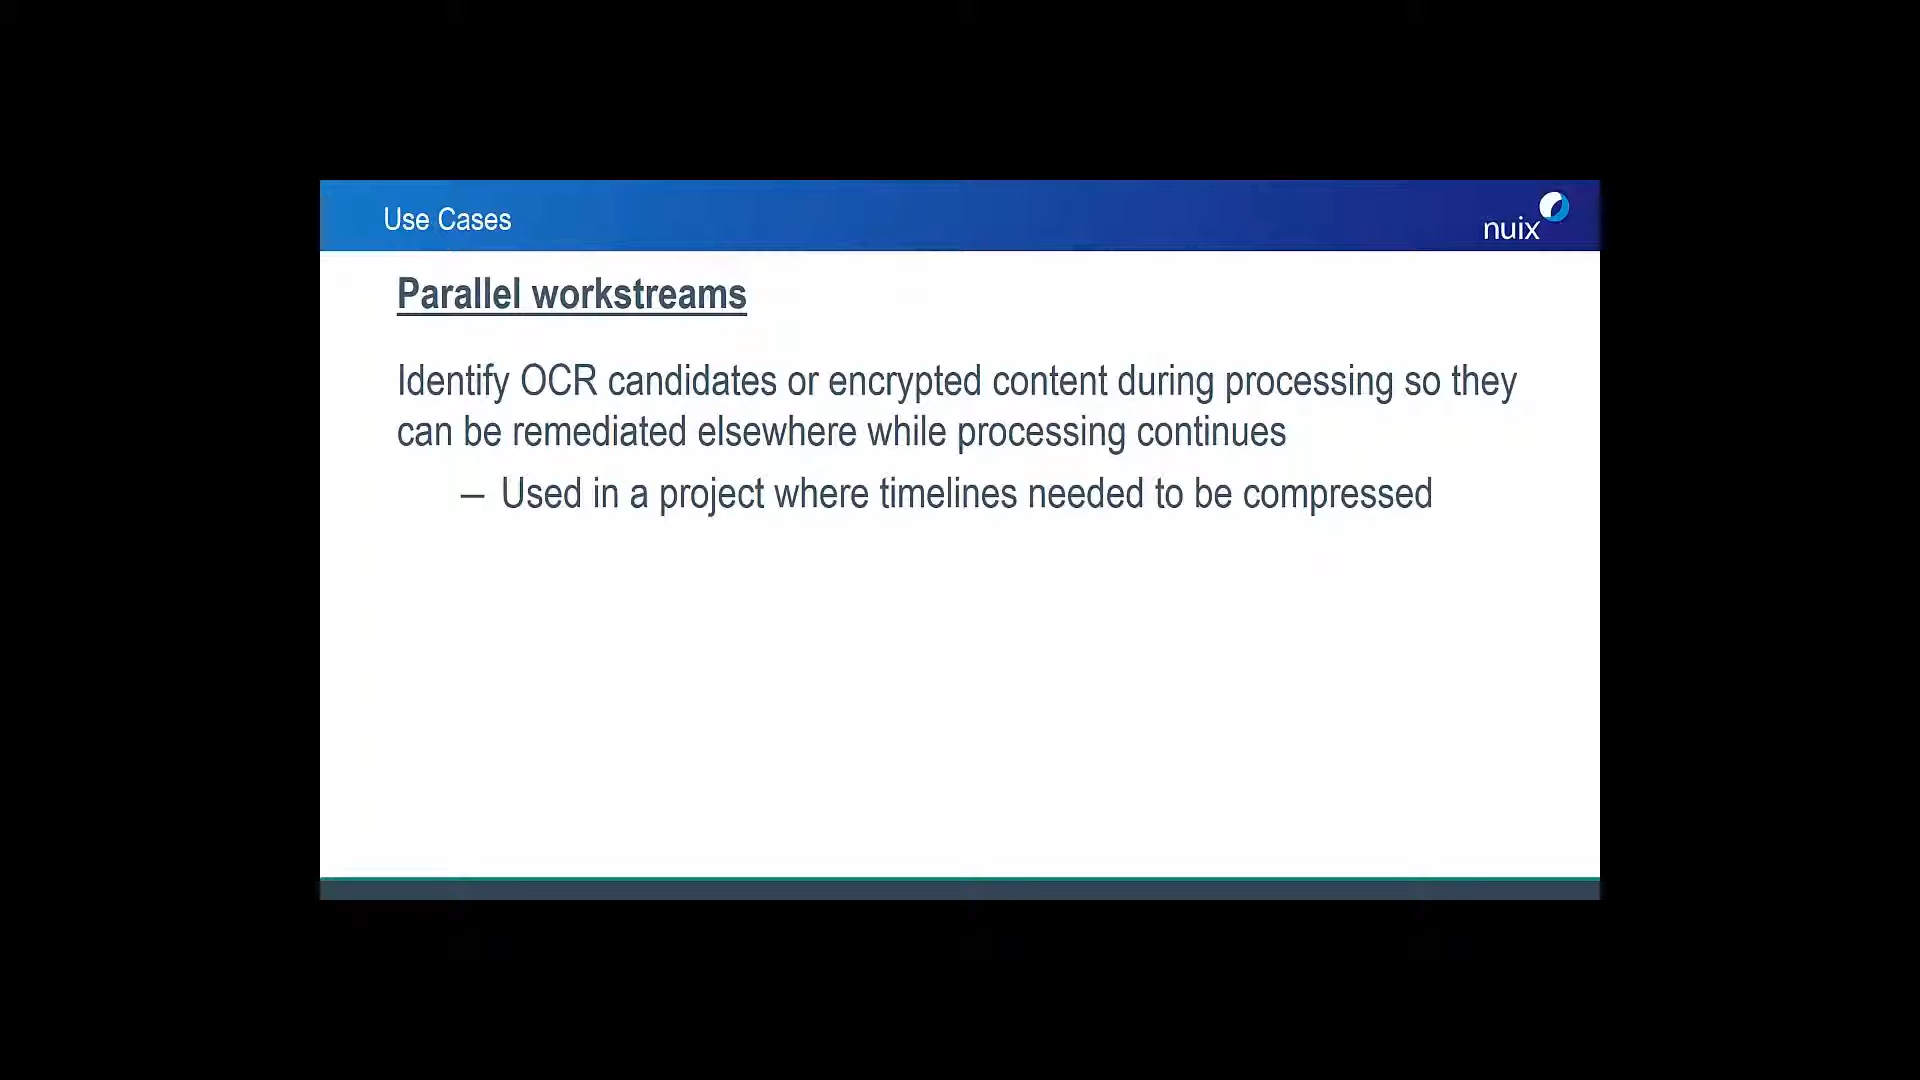 Use Cases
nuix
Parallel workstreams
Identify OCR candidates or encrypted content during processing so they
can be remediated elsewhere while processing continues
– Used in a project where timelines needed to be compressed